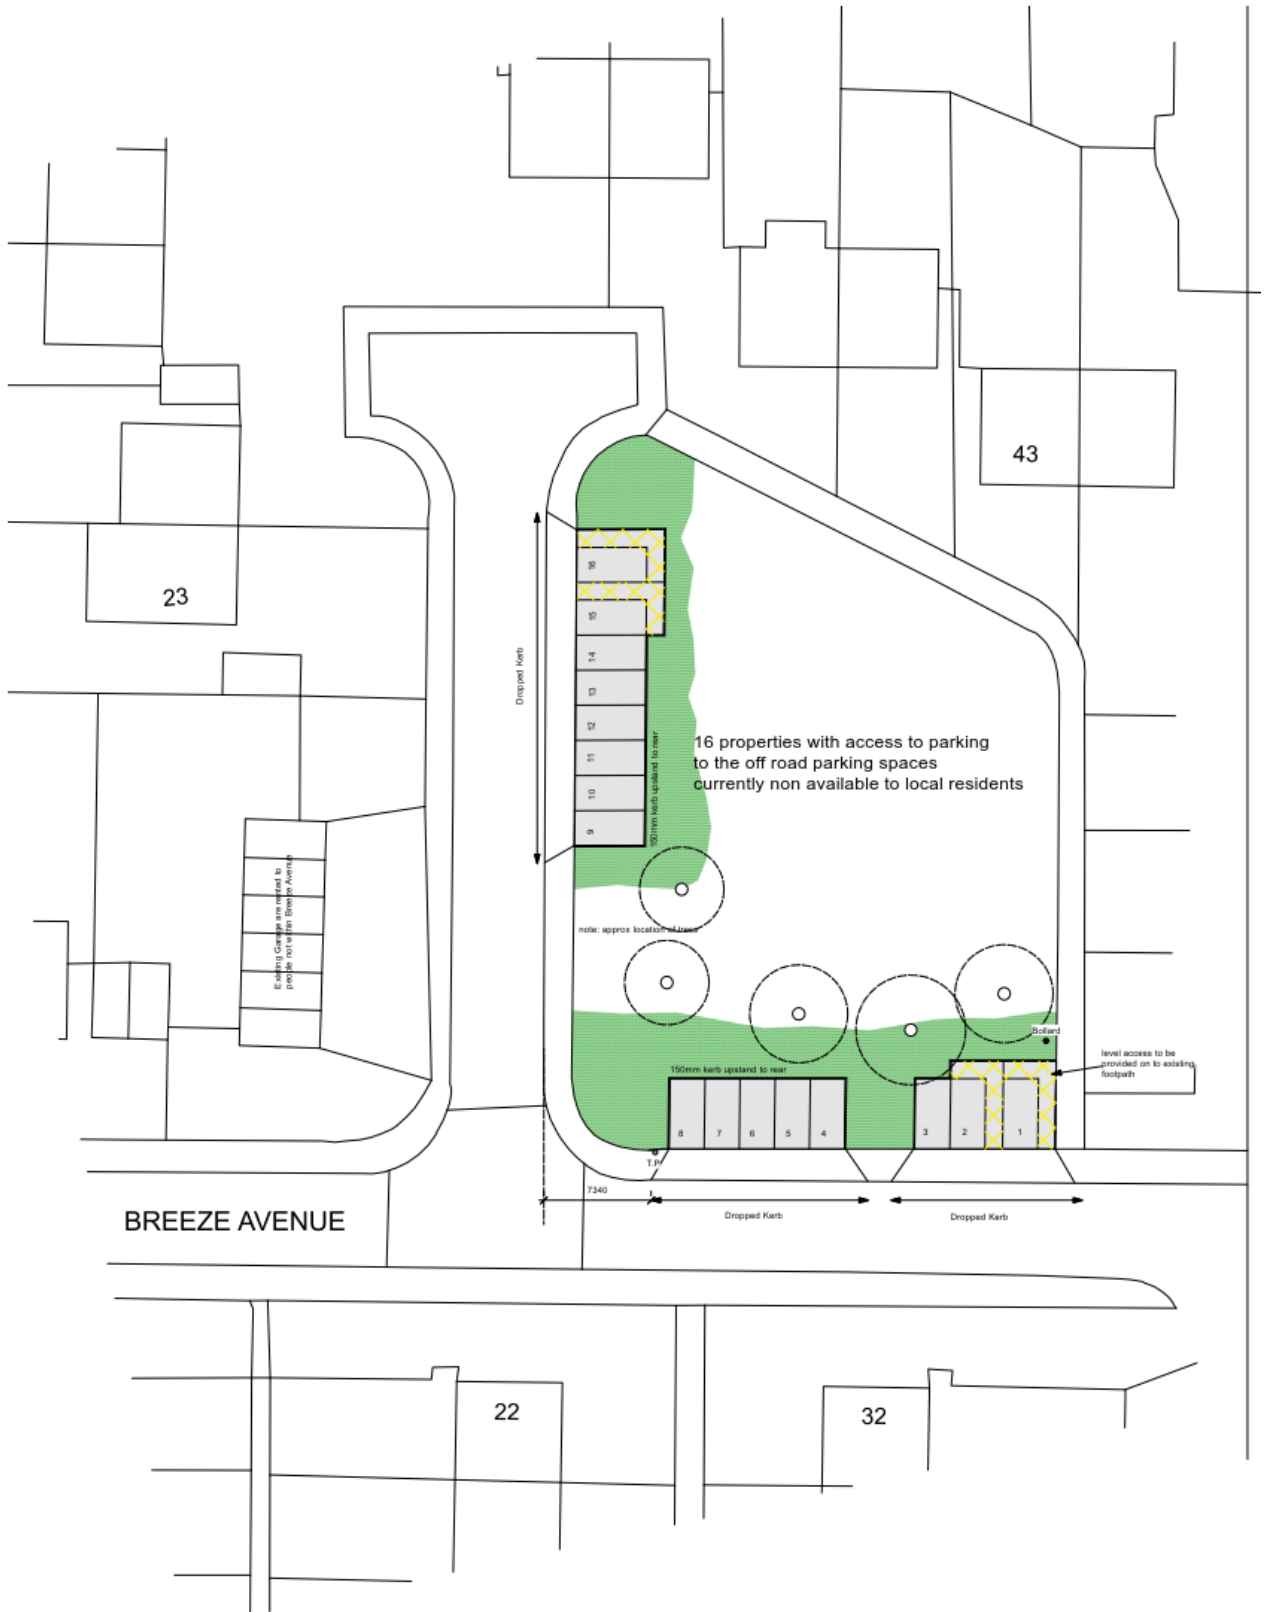 43
23
16
15
14
13
12
11
10
9
Dropped Kerb
150mm kerb upstand to rear
16 properties with access to parking
to the off road parking spaces
currently non available to local residents
Existing Garage are rented to
people not within Breeze Avenue
note: approx location of trees
Bollard
level access to be
provided on to existing
footpath
150mm kerb upstand to rear
8
7
6
5
4
3
2
1
T.P
7340
Dropped Kerb
Dropped Kerb
BREEZE AVENUE
22
32